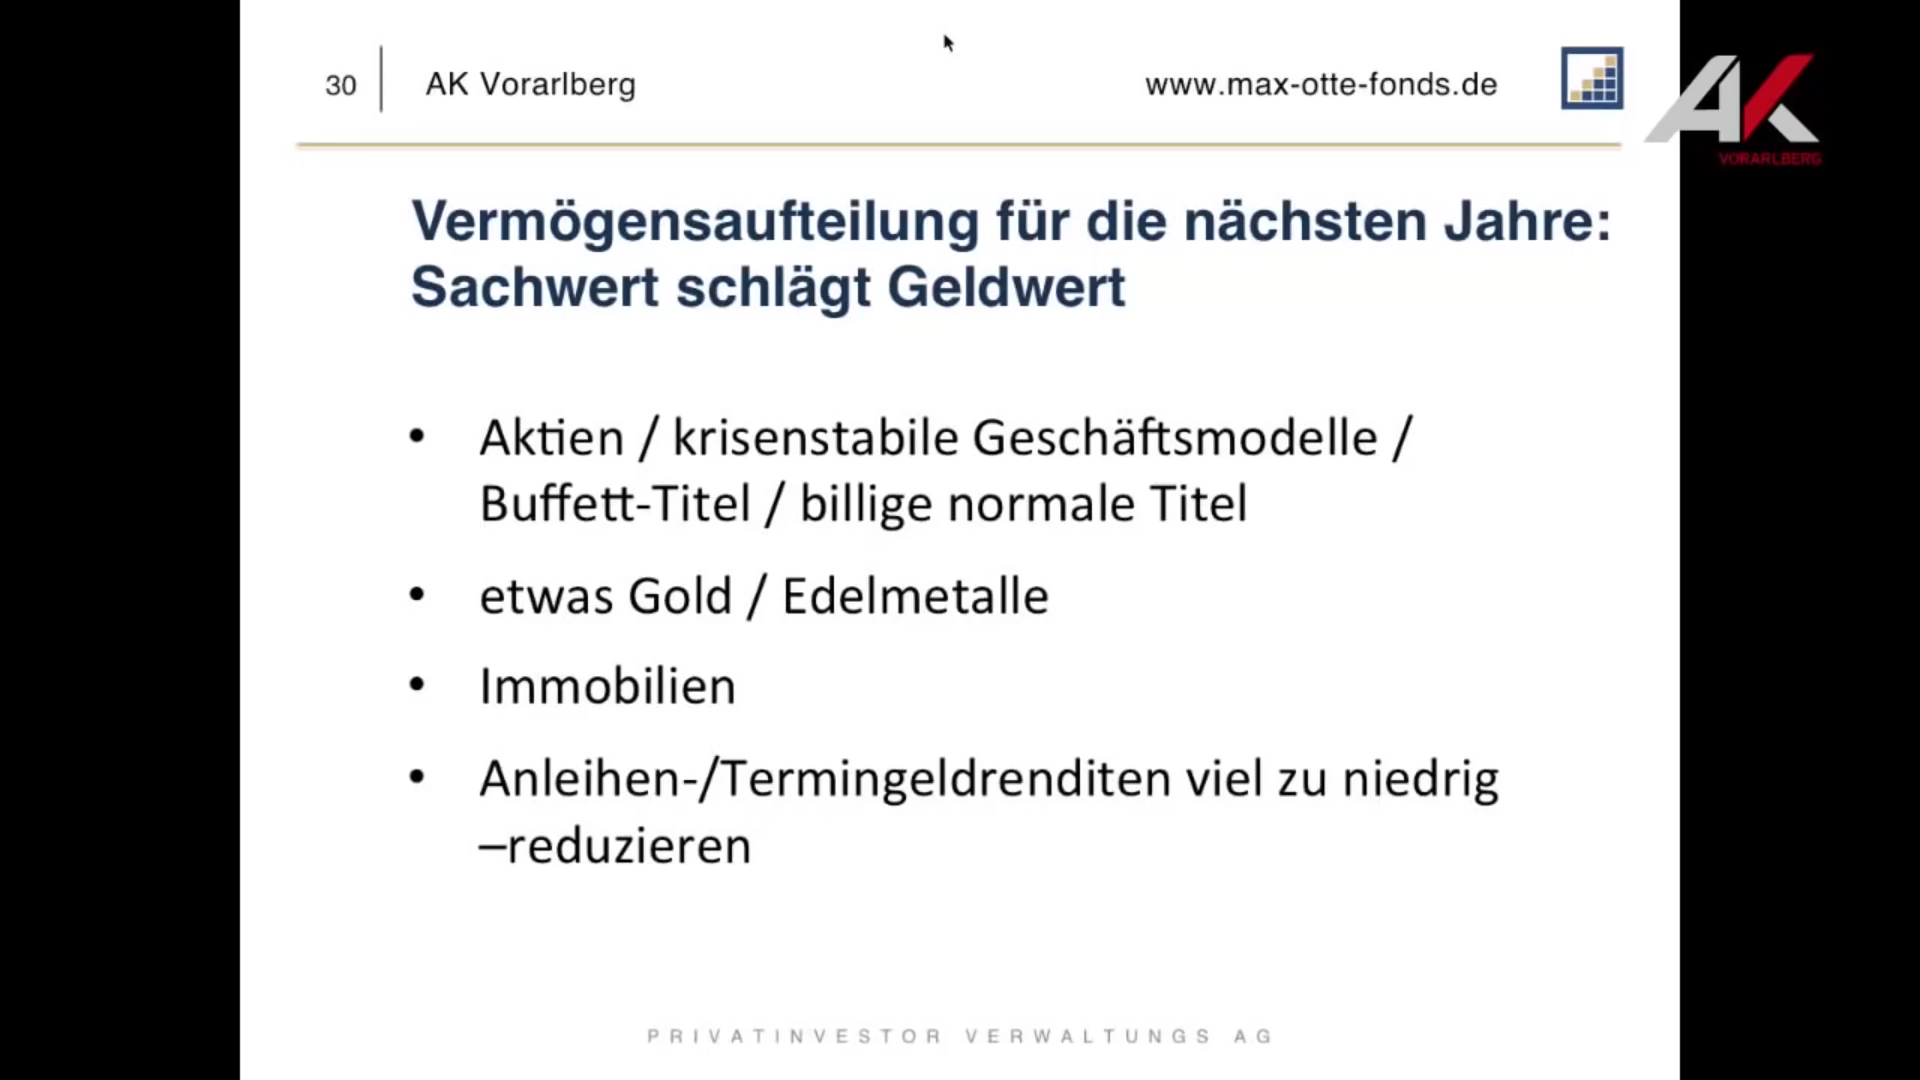 30
AK Vorarlberg
www.max-otte-fonds.de
AK
VORARLBERG
Vermögensaufteilung für die nächsten Jahre:
Sachwert schlägt Geldwert
• Aktien / krisenstabile Geschäftsmodelle /
Buffett-Titel / billige normale Titel
• etwas Gold / Edelmetalle
• Immobilien
• Anleihen-/Termingeldrenditen viel zu niedrig
–reduzieren
PRIVATINVESTOR VERWALTUNGS AG